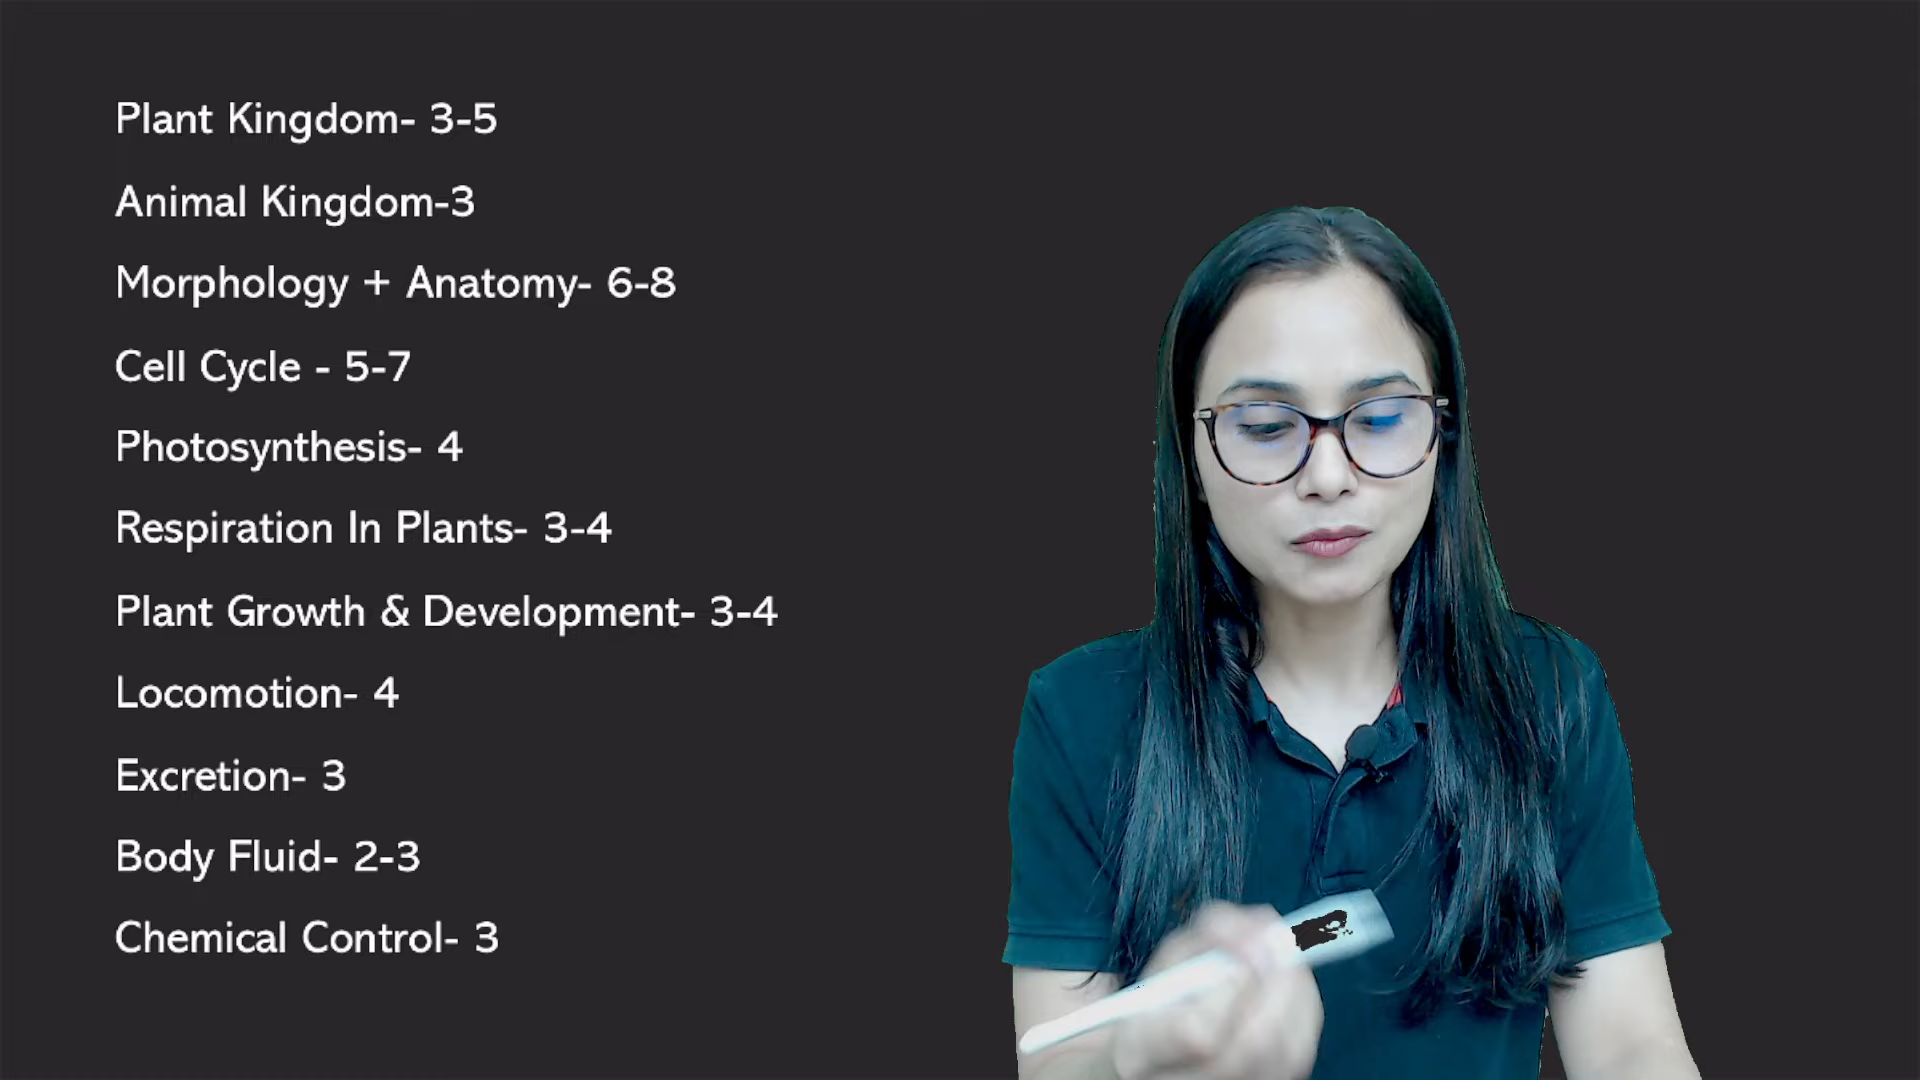 Plant Kingdom- 3-5
Animal Kingdom-3
Morphology + Anatomy- 6-8
Cell Cycle - 5-7
Photosynthesis- 4
Respiration In Plants- 3-4
Plant Growth & Development- 3-4
Locomotion- 4
Excretion- 3
Body Fluid- 2-3
Chemical Control- 3